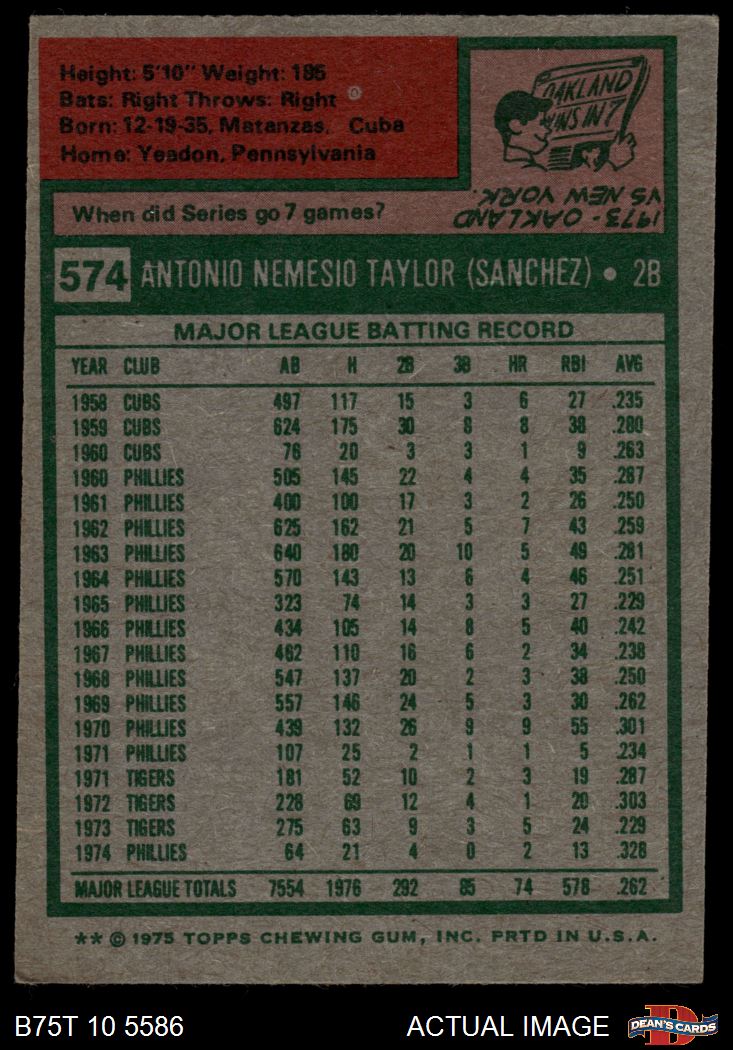 Height: 5'10" Weight: 185
Bats: Right Throws: Right
Born: 12-19-35, Matanzas, Cuba
Home: Yeadon, Pennsylvania
OAKLAND
WINS IN 7
When did Series go 7 games?
1973 - OAKLAND
VS NEW YORK.
574 ANTONIO NEMESIO TAYLOR (SANCHEZ) • 2B
MAJOR LEAGUE BATTING RECORD
YEAR CLUB AB H 2B 3B HR RBI AVG
1958 CUBS 497 117 15 3 6 27 .235
1959 CUBS 624 175 30 8 8 38 .280
1960 CUBS 76 20 3 3 1 9 .263
1960 PHILLIES 505 145 22 4 4 35 .287
1961 PHILLIES 400 100 17 3 2 26 .250
1962 PHILLIES 625 162 21 5 7 43 .259
1963 PHILLIES 640 180 20 10 5 49 .281
1964 PHILLIES 570 143 13 6 4 46 .251
1965 PHILLIES 323 74 14 3 3 27 .229
1966 PHILLIES 434 105 14 8 5 40 .242
1967 PHILLIES 462 110 16 6 2 34 .238
1968 PHILLIES 547 137 20 2 3 38 .250
1969 PHILLIES 557 146 24 5 3 30 .262
1970 PHILLIES 439 132 26 9 9 55 .301
1971 PHILLIES 107 25 2 1 1 5 .234
1971 TIGERS 181 52 10 2 3 19 .287
1972 TIGERS 228 69 12 4 1 20 .303
1973 TIGERS 275 63 9 3 5 24 .229
1974 PHILLIES 64 21 4 0 2 13 .328
MAJOR LEAGUE TOTALS 7554 1976 292 85 74 578 .262
** © 1975 TOPPS CHEWING GUM, INC. PRTD IN U.S.A.
B75T 10 5586 ACTUAL IMAGE
D
DEAN'S CARDS